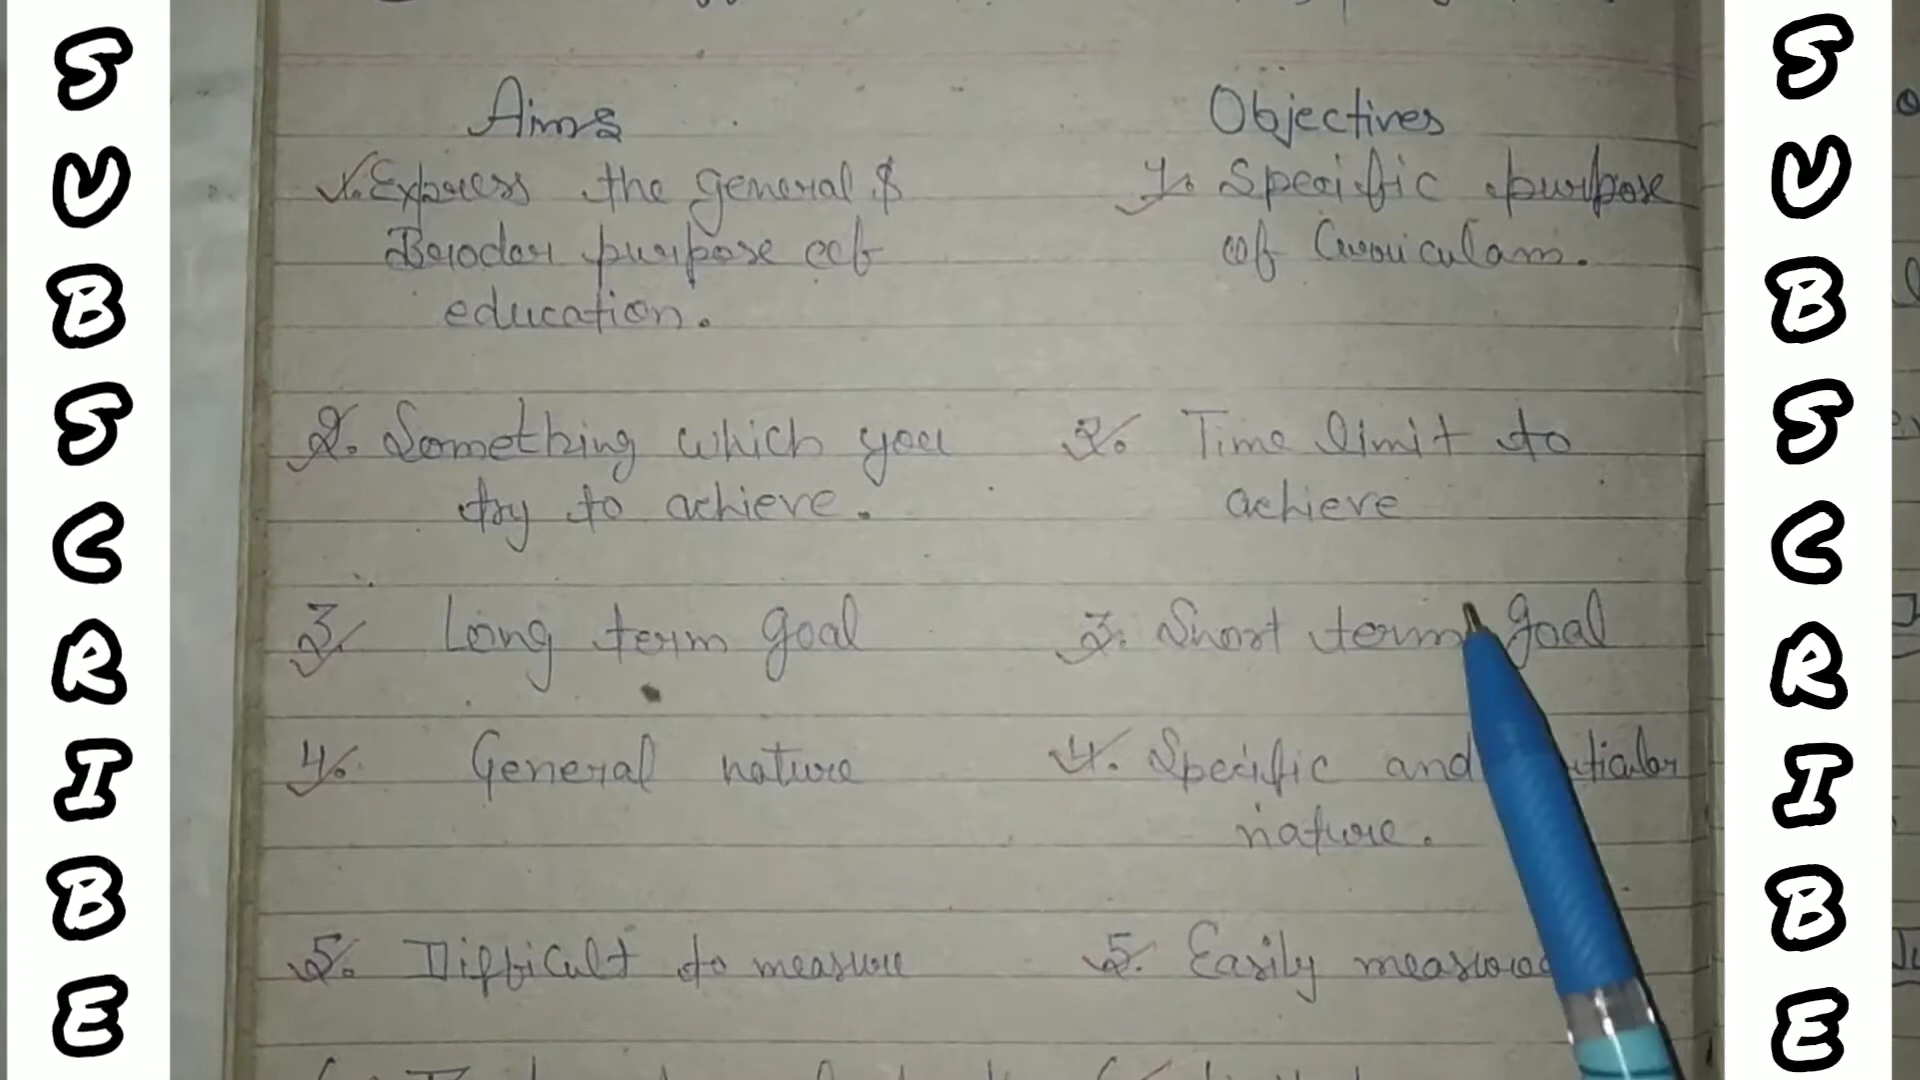 SUBSCRIBE
Aims
1. Express the general &
Broder purpose of
education.
2. Something which you
try to achieve.
3. Long term goal
4. General nature
5. Difficult to measure
Objectives
1. Specific purpose
of Curriculam.
2. Time limit to
achieve
3. Short term goal
4. Specific and
nature.
5. Easily measured
SUBSCRIBE